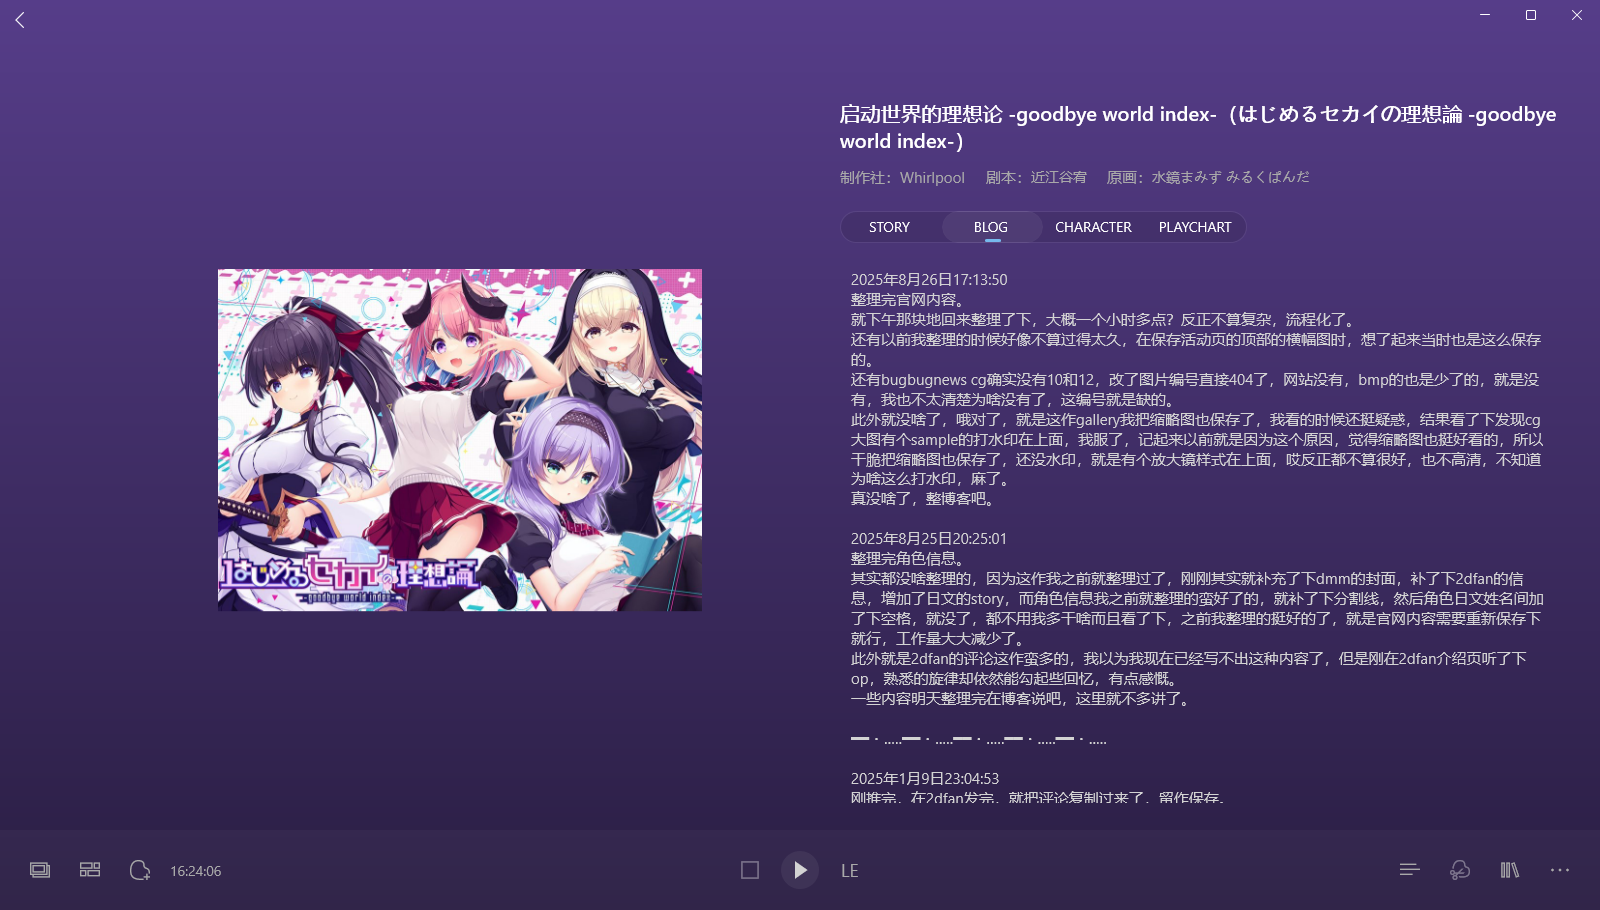 启动世界的理想论 -goodbye world index-（はじめるセカイの理想論 -goodbye
world index-）
制作社：Whirlpool 剧本：近江谷宥 原画：水鏡まみず みるくぱんだ
STORY BLOG CHARACTER PLAYCHART
2025年8月26日17:13:50
整理完官网内容。
就下午那块地回来整理了下，大概一个小时多点？反正不算复杂，流程化了。
还有以前我整理的时候好像不算过得太久，在保存活动页的顶部的横幅图时，想了起来当时也是这么保存
的。
还有bugbugnews cg确实没有10和12，改了图片编号直接404了，网站没有，bmp的也是少了的，就是没
有，我也不太清楚为啥没有了，这编号就是缺的。
此外就没啥了，哦对了，就是这作gallery我把缩略图也保存了，我看的时候还挺疑惑，结果看了下发现cg
大图有个sample的打水印在上面，我服了，记起来以前就是因为这个原因，觉得缩略图也挺好看的，所以
干脆把缩略图也保存了，还没水印，就是有个放大镜样式在上面，哎反正都不算很好，也不高清，不知道
为啥这么打水印，麻了。
真没啥了，整博客吧。
2025年8月25日20:25:01
整理完角色信息。
其实都没啥整理的，因为这作我之前就整理过了，刚刚其实就补充了下dmm的封面，补了下2dfan的信
息，增加了日文的story，而角色信息我之前就整理的蛮好了的，就补了下分割线，然后角色日文姓名间加
了下空格，就没了，都不用我多干啥而且看了下，之前我整理的挺好的了，就是官网内容需要重新保存下
就行，工作量大大减少了。
此外就是2dfan的评论这作蛮多的，我以为我现在已经写不出这种内容了，但是刚在2dfan介绍页听了下
op，熟悉的旋律却依然能勾起些回忆，有点感慨。
一些内容明天整理完在博客说吧，这里就不多讲了。
━━・.....━━・.....━━・.....━━・.....━━・.....
2025年1月9日23:04:53
刚推完，在2dfan发完，就把评论复制过来了，留作保存。
はじめるセカイの理想論
-goodbye world index-
16:24:06
LE